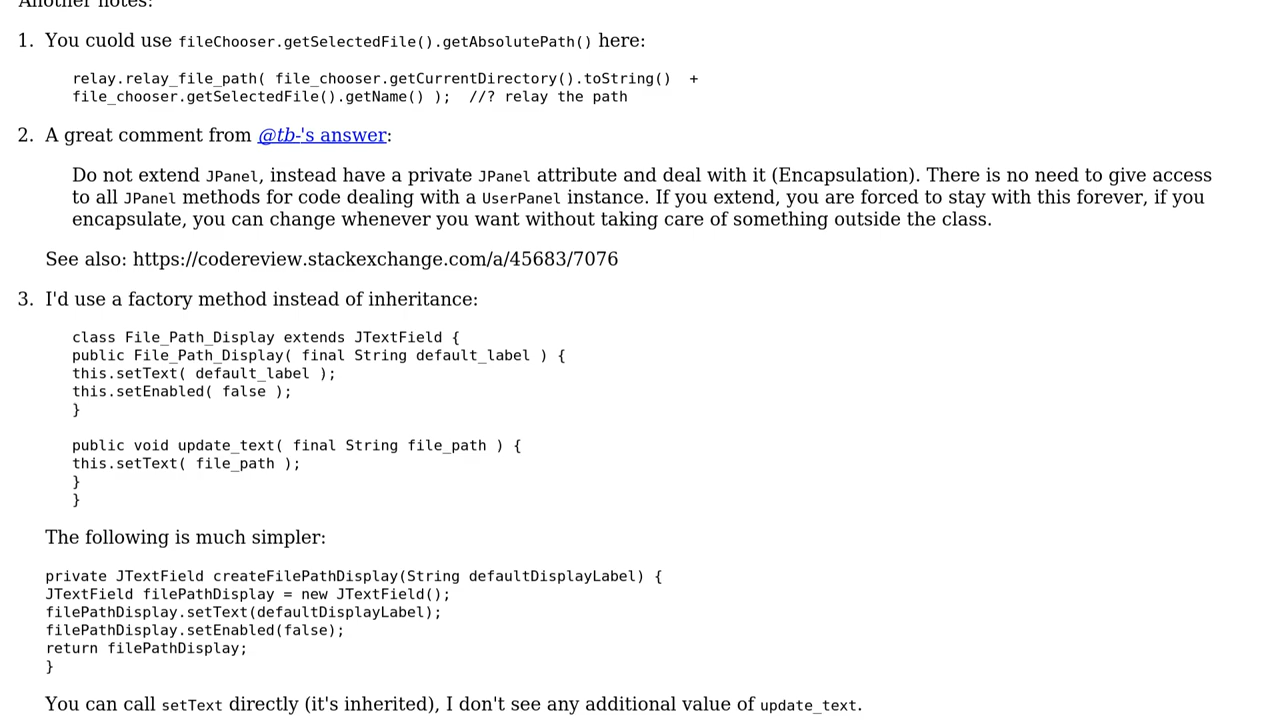 Another notes:
1. You cuold use fileChooser.getSelectedFile().getAbsolutePath() here:
relay.relay_file_path( file_chooser.getCurrentDirectory().toString()  +
file_chooser.getSelectedFile().getName() );  //? relay the path
2. A great comment from @tb-'s answer:
Do not extend JPanel, instead have a private JPanel attribute and deal with it (Encapsulation). There is no need to give access
to all JPanel methods for code dealing with a UserPanel instance. If you extend, you are forced to stay with this forever, if you
encapsulate, you can change whenever you want without taking care of something outside the class.
See also: https://codereview.stackexchange.com/a/45683/7076
3. I'd use a factory method instead of inheritance:
class File_Path_Display extends JTextField {
public File_Path_Display( final String default_label ) {
this.setText( default_label );
this.setEnabled( false );
}
public void update_text( final String file_path ) {
this.setText( file_path );
}
}
The following is much simpler:
private JTextField createFilePathDisplay(String defaultDisplayLabel) {
JTextField filePathDisplay = new JTextField();
filePathDisplay.setText(defaultDisplayLabel);
filePathDisplay.setEnabled(false);
return filePathDisplay;
}
You can call setText directly (it's inherited), I don't see any additional value of update_text.